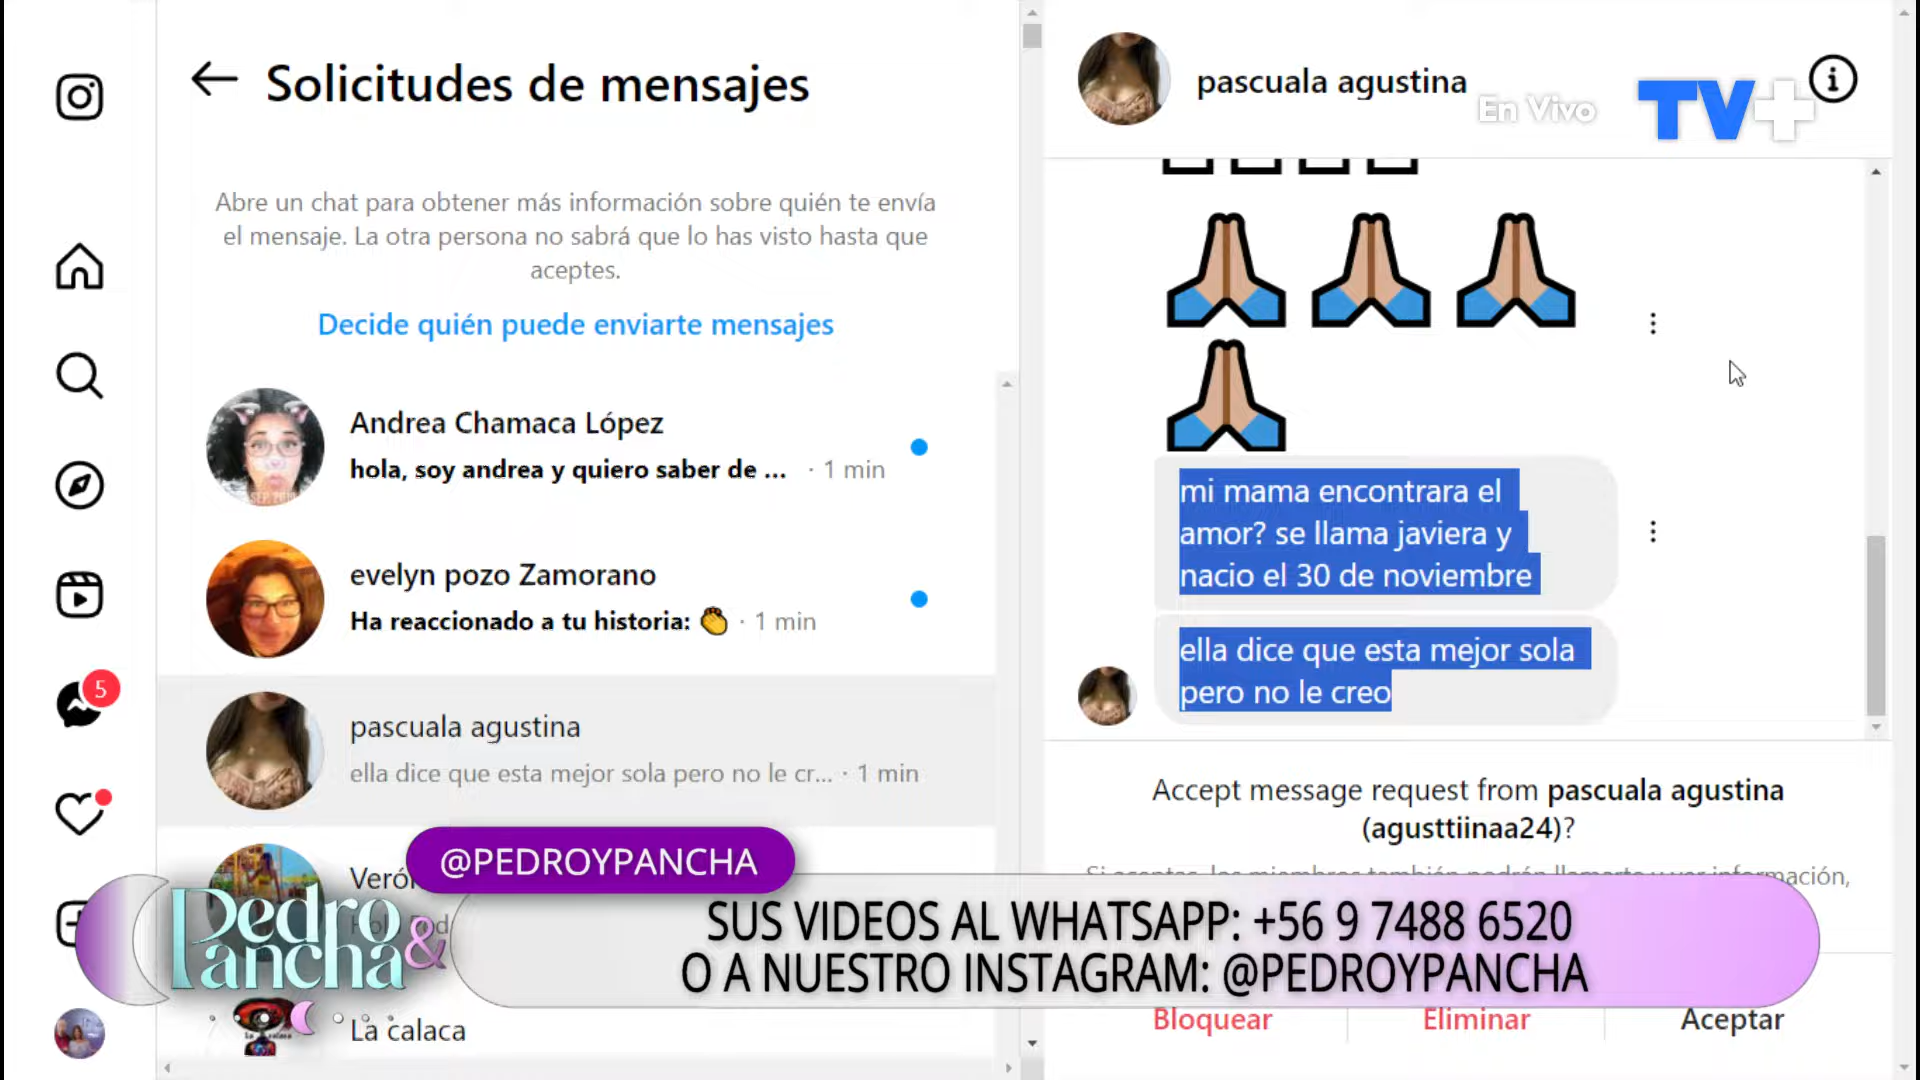 Solicitudes de mensajes
Abre un chat para obtener más información sobre quién te envía
el mensaje. La otra persona no sabrá que lo has visto hasta que
aceptes.
Decide quién puede enviarte mensajes
Andrea Chamaca López
hola, soy andrea y quiero saber de ... · 1 min
evelyn pozo Zamorano
Ha reaccionado a tu historia: 👏 · 1 min
pascuala agustina
ella dice que esta mejor sola pero no le cr... · 1 min
5
La calaca
pascuala agustina
En Vivo
TV+
mi mama encontrara el
amor? se llama javiera y
nacio el 30 de noviembre
ella dice que esta mejor sola
pero no le creo
Accept message request from pascuala agustina
(agusttiinaa24)?
Bloquear
Eliminar
Aceptar
@PEDROYPANCHA
Pedro
& Pancha
SUS VIDEOS AL WHATSAPP: +56 9 7488 6520
O A NUESTRO INSTAGRAM: @PEDROYPANCHA